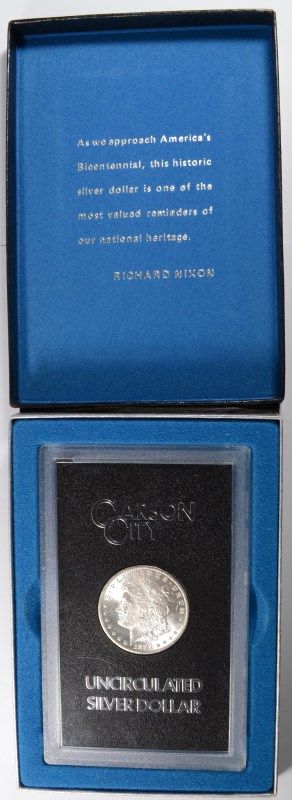 As we approach America's
Bicentennial, this historic
silver dollar is one of the
most valued reminders of
our national heritage.
RICHARD NIXON
CARSON
CITY
UNCIRCULATED
SILVER DOLLAR